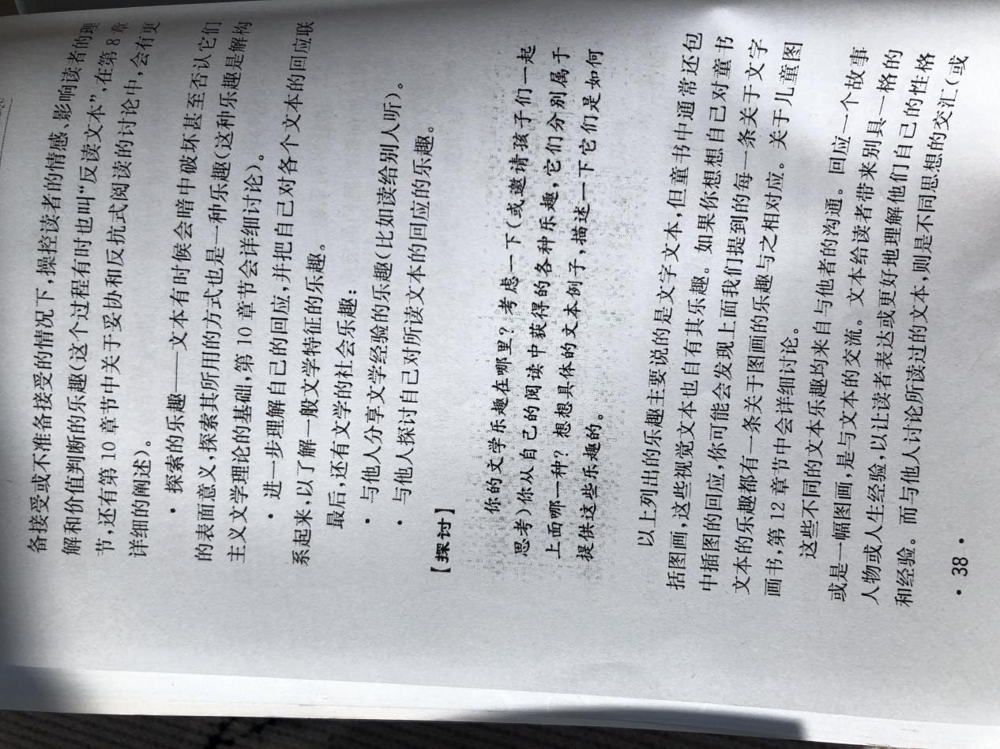 备接受或不准备接受的情况下，操控读者的情感、影响读者的理
解和价值判断的乐趣（这个过程有时也叫“反读文本”，在第 8 章
节，还有第 10 章节中关于妥协和反抗式阅读的讨论中，会有更
详细的阐述）。
· 探索的乐趣——文本有时候会暗中破坏甚至否认它们
的表面意义，探索其所用的方式也是一种乐趣（这种乐趣是解构
主义文学理论的基础，第 10 章节会详细讨论）。
· 进一步理解自己的回应，并把自己对各个文本的回应联
系起来，以了解一般文学特征的乐趣。
最后，还有文学的社会乐趣：
· 与他人分享文学经验的乐趣（比如读给别人听）。
· 与他人探讨自己对所读文本的回应的乐趣。
【探讨】
你的文学乐趣在哪里？考虑一下（或邀请孩子们一起
思考）你从自己的阅读中获得的各种乐趣，它们分别属于
上面哪一种？想想具体的文本例子，描述一下它们是如何
提供这些乐趣的。
以上列出的乐趣主要说的是文字文本，但童书中通常还包
括图画，这些视觉文本也自有其乐趣。如果你想想自己对童书
中插图的回应，你可能会发现上面我们提到的每一条关于文字
文本的乐趣都有一条关于图画的乐趣与之相对应。关于儿童图
画书，第 12 章节中会详细讨论。
这些不同的文本乐趣均来自与他者的沟通。回应一个故事
或是一幅图画，是与文本的交流。文本给读者带来别具一格的
人物或人生经验，以让读者表达或更好地理解他们自己的性格
和经验。而与他人讨论所读过的文本，则是不同思想的交汇（或
· 38 ·